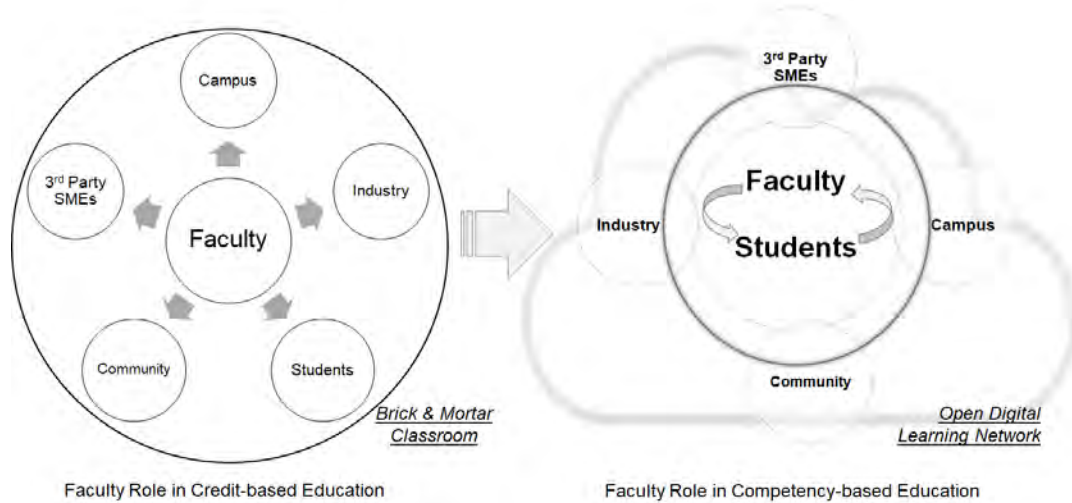 Campus
3rd Party
SMEs
Industry
Faculty
Community
Students
Brick & Mortar
Classroom
Faculty Role in Credit-based Education
3rd Party
SMEs
Faculty
Industry
Campus
Students
Community
Open Digital
Learning Network
Faculty Role in Competency-based Education